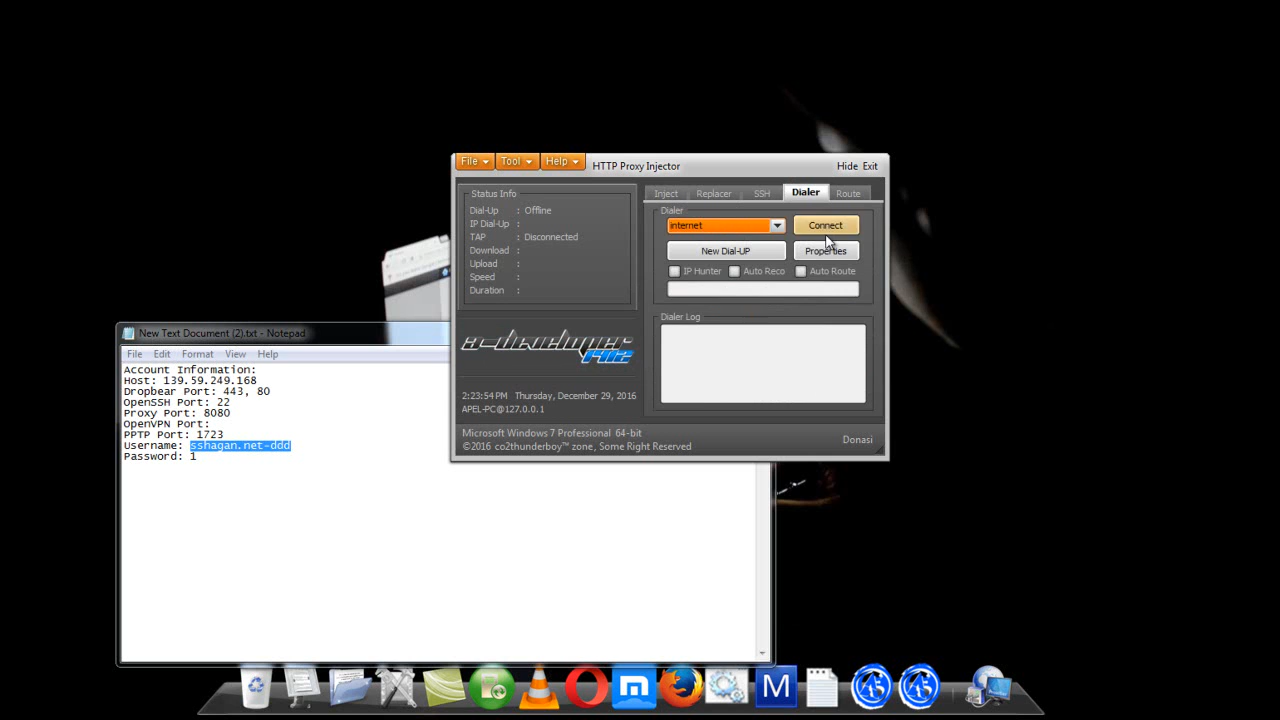 File Tool Help HTTP Proxy Injector Hide Exit
Inject Replacer SSH Dialer Route
Status Info
Dial-Up : Offline
IP Dial-Up :
TAP : Disconnected
Download :
Upload :
Speed :
Duration :
Dialer
internet Connect
New Dial-UP Properties
IP Hunter Auto Reco Auto Route
Dialer Log
a-developer
1402
2:23:54 PM Thursday, December 29, 2016
APEL-PC@127.0.0.1
Microsoft Windows 7 Professional 64-bit
©2016 co2thunderboy™ zone, Some Right Reserved
Donasi
New Text Document (2).txt - Notepad
File Edit Format View Help
Account Information:
Host: 139.59.249.168
Dropbear Port: 443, 80
OpenSSH Port: 22
Proxy Port: 8080
OpenVPN Port:
PPTP Port: 1723
Username: sshagan.net-ddd
Password: 1
M